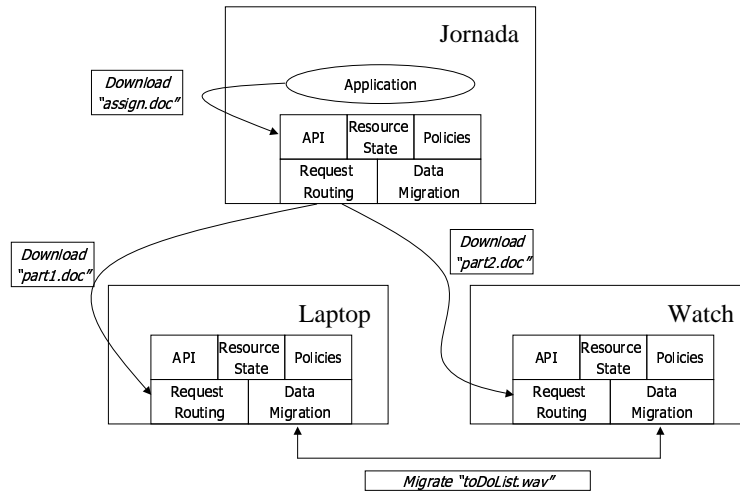 Jornada
Download
"assign.doc"
Application
API
Resource
State
Policies
Request
Routing
Data
Migration
Download
"part1.doc"
Download
"part2.doc"
Laptop
API
Resource
State
Policies
Request
Routing
Data
Migration
Watch
API
Resource
State
Policies
Request
Routing
Data
Migration
Migrate "toDoList.wav"